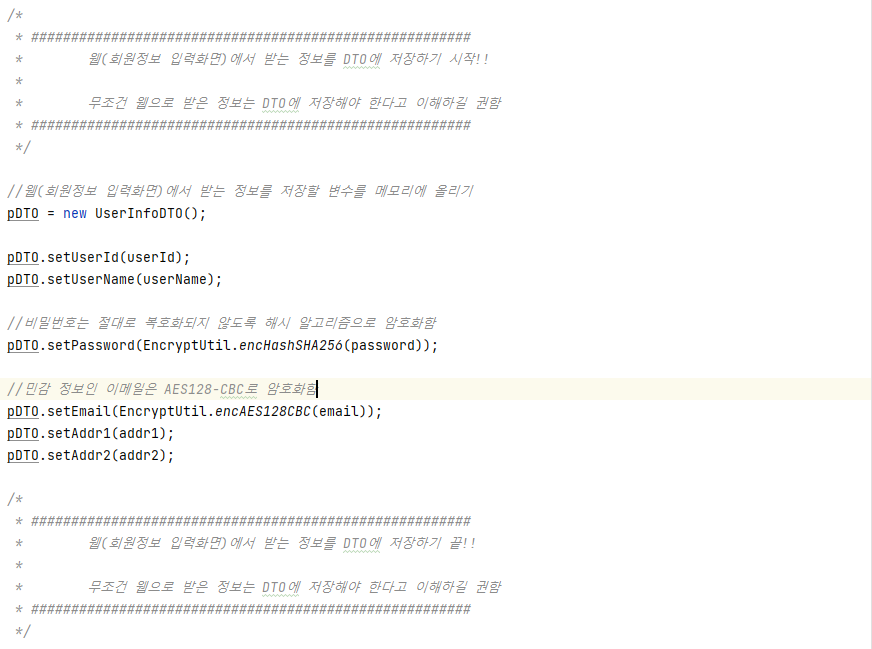 /*
 * #######################################################
 *        웹(회원정보 입력화면)에서 받는 정보를 DTO에 저장하기 시작!!
 *
 *        무조건 웹으로 받은 정보는 DTO에 저장해야 한다고 이해하길 권함
 * #######################################################
 */
//웹(회원정보 입력화면)에서 받는 정보를 저장할 변수를 메모리에 올리기
pDTO = new UserInfoDTO();
pDTO.setUserId(userId);
pDTO.setUserName(userName);
//비밀번호는 절대로 복호화되지 않도록 해시 알고리즘으로 암호화함
pDTO.setPassword(EncryptUtil.encHashSHA256(password));
//민감 정보인 이메일은 AES128-CBC로 암호화함
pDTO.setEmail(EncryptUtil.encAES128CBC(email));
pDTO.setAddr1(addr1);
pDTO.setAddr2(addr2);
/*
 * #######################################################
 *        웹(회원정보 입력화면)에서 받는 정보를 DTO에 저장하기 끝!!
 *
 *        무조건 웹으로 받은 정보는 DTO에 저장해야 한다고 이해하길 권함
 * #######################################################
 */